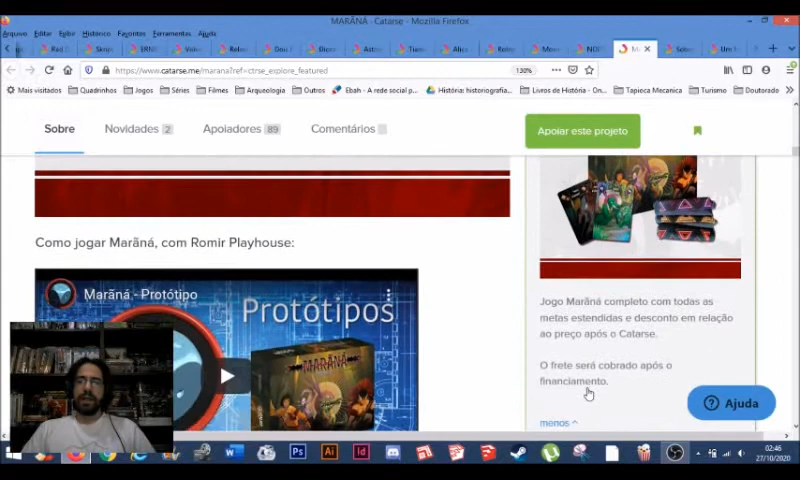 MARÃNÁ · Catarse - Mozilla Firefox
Arquivo Editar Exibir Histórico Favoritos Ferramentas Ajuda
https://www.catarse.me/marana?ref=ctrse_explore_featured
130%
Mais visitados Quadrinhos Jogos Séries Filmes Arqueologia Outros Ebah - A rede social p... História: historiografia... Livros de História - On... Tapioca Mecanica Turismo Doutorado
Sobre Novidades 2 Apoiadores 89 Comentários
Apoiar este projeto
Como jogar Marãná, com Romir Playhouse:
Marãná - Protótipo
Protótipos
MARÃNÁ
Jogo Marãná completo com todas as
metas estendidas e desconto em relação
ao preço após o Catarse.
O frete será cobrado após o
financiamento.
menos
Ajuda
02:46
27/10/2020